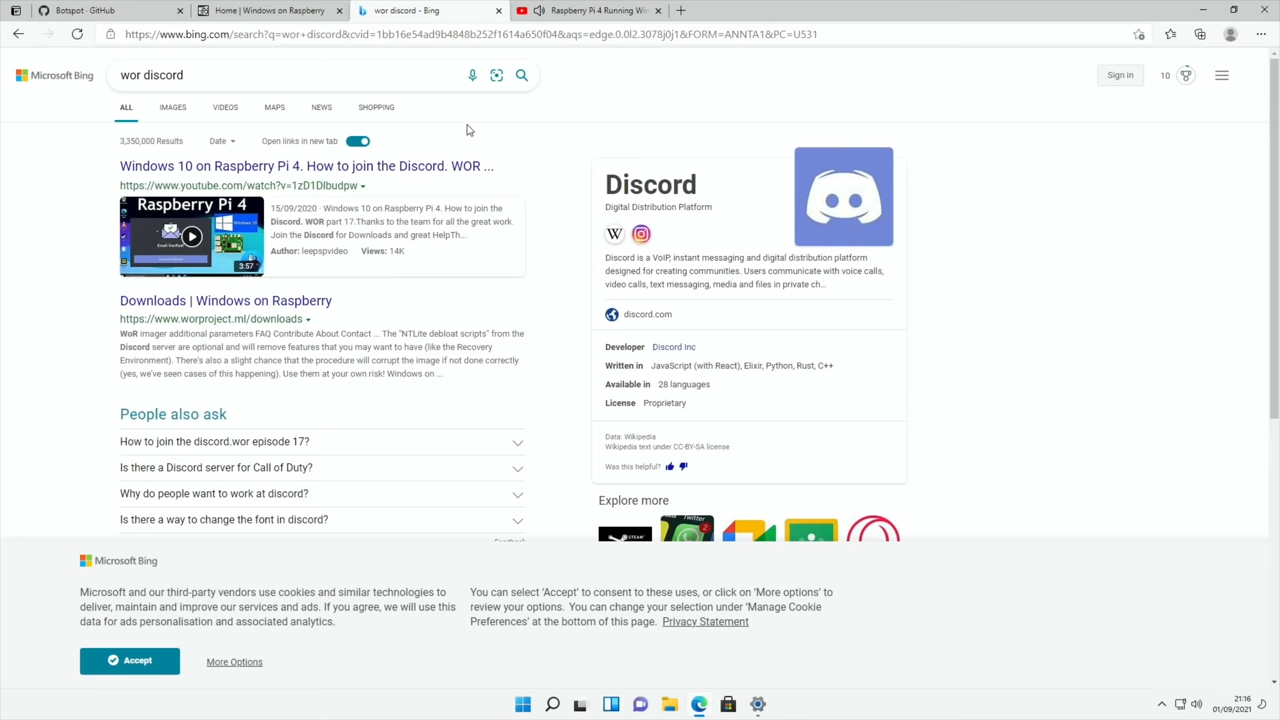 Botspot · GitHub
Home | Windows on Raspberry
wor discord - Bing
Raspberry Pi 4 Running Win
https://www.bing.com/search?q=wor+discord&cvid=1bb16e54ad9b4848b252f1614a650f04&aqs=edge.0.0l2.3078j0j1&FORM=ANNTA1&PC=U531
Microsoft Bing
wor discord
Sign in
10
ALL
IMAGES
VIDEOS
MAPS
NEWS
SHOPPING
3,350,000 Results
Date
Open links in new tab
Windows 10 on Raspberry Pi 4. How to join the Discord. WOR ...
https://www.youtube.com/watch?v=1zD1DIbudpw
Raspberry Pi 4
Email Verified
Windows 10
3:57
15/09/2020 · Windows 10 on Raspberry Pi 4. How to join the
Discord. WOR part 17.Thanks to the team for all the great work.
Join the Discord for Downloads and great HelpTh...
Author: leepspvideo Views: 14K
Downloads | Windows on Raspberry
https://www.worproject.ml/downloads
WoR imager additional parameters FAQ Contribute About Contact ... The "NTLite debloat scripts" from the
Discord server are optional and will remove features that you may want to have (like the Recovery
Environment). There's also a slight chance that the procedure will corrupt the image if not done correctly
(yes, we've seen cases of this happening). Use them at your own risk! Windows on ...
People also ask
How to join the discord.wor episode 17?
Is there a Discord server for Call of Duty?
Why do people want to work at discord?
Is there a way to change the font in discord?
Feedback
Discord
Digital Distribution Platform
W
Discord is a VoIP, instant messaging and digital distribution platform
designed for creating communities. Users communicate with voice calls,
video calls, text messaging, media and files in private ch...
discord.com
Developer Discord Inc
Written in JavaScript (with React), Elixir, Python, Rust, C++
Available in 28 languages
License Proprietary
Data: Wikipedia
Wikipedia text under CC-BY-SA license
Was this helpful?
Explore more
STEAM
Twitter
2
Microsoft Bing
Microsoft and our third-party vendors use cookies and similar technologies to
deliver, maintain and improve our services and ads. If you agree, we will use this
data for ads personalisation and associated analytics.
You can select 'Accept' to consent to these uses, or click on 'More options' to
review your options. You can change your selection under 'Manage Cookie
Preferences' at the bottom of this page. Privacy Statement
Accept
More Options
21:16
01/09/2021